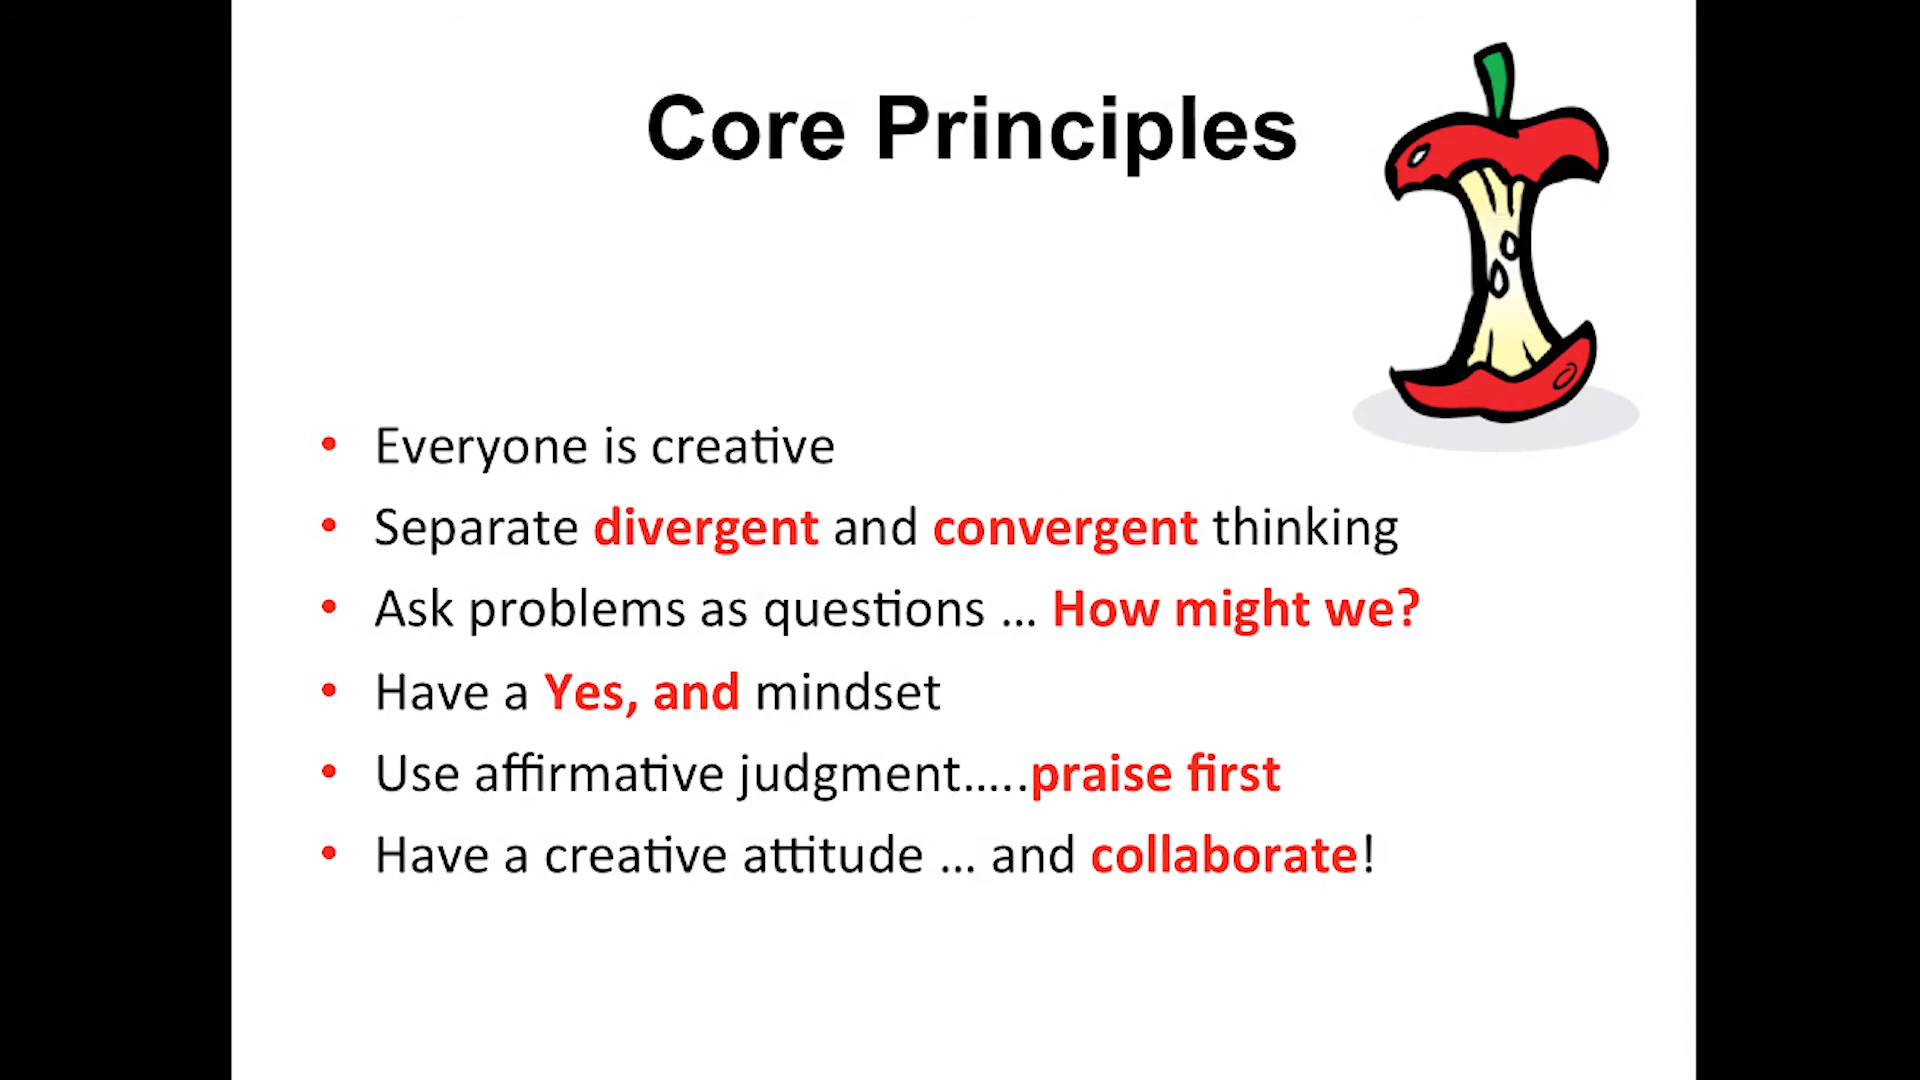 Core Principles
• Everyone is creative
• Separate divergent and convergent thinking
• Ask problems as questions ... How might we?
• Have a Yes, and mindset
• Use affirmative judgment.....praise first
• Have a creative attitude ... and collaborate!